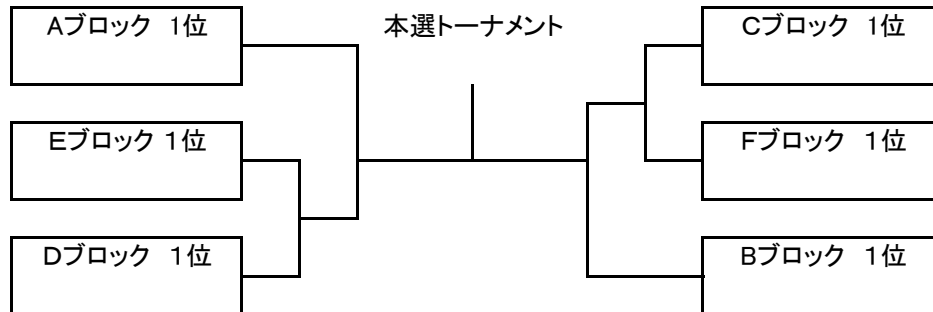 Aブロック　1位
本選トーナメント
Cブロック　1位
Eブロック 1位
Fブロック　1位
Dブロック　1位
Bブロック　1位